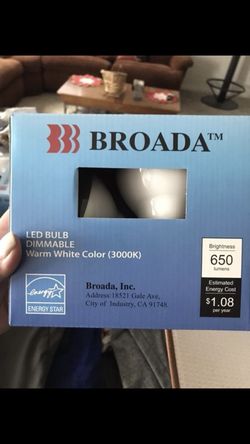 BROADA™
LED BULB
DIMMABLE
Warm White Color (3000K)
Brightness
650
lumens
Estimated
Energy Cost
$1.08
per year
energy
ENERGY STAR
Broada, Inc.
Address:18521 Gale Ave,
City of Industry, CA 91748.